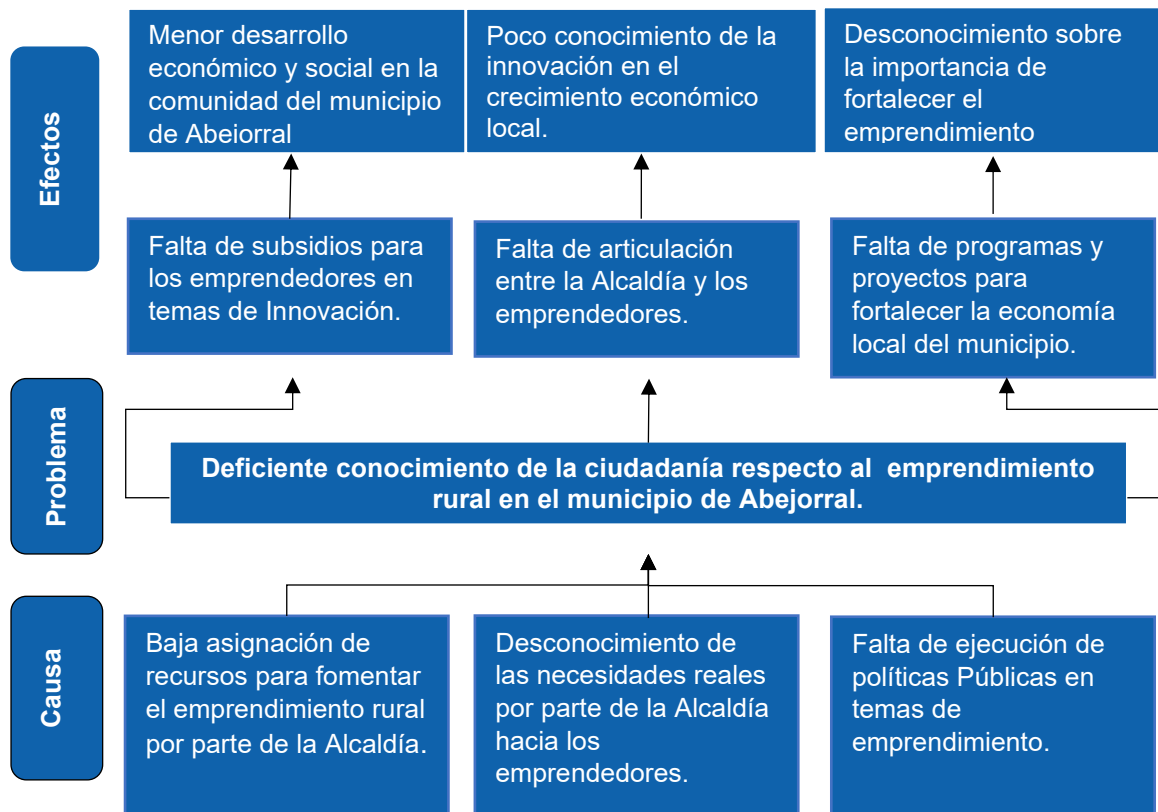 Efectos
Menor desarrollo
económico y social en la
comunidad del municipio
de Abejorral
Poco conocimiento de la
innovación en el
crecimiento económico
local.
Desconocimiento sobre
la importancia de
fortalecer el
emprendimiento
Falta de subsidios para
los emprendedores en
temas de Innovación.
Falta de articulación
entre la Alcaldía y los
emprendedores.
Falta de programas y
proyectos para
fortalecer la economía
local del municipio.
Problema
Deficiente conocimiento de la ciudadanía respecto al emprendimiento
rural en el municipio de Abejorral.
Causa
Baja asignación de
recursos para fomentar
el emprendimiento rural
por parte de la Alcaldía.
Desconocimiento de
las necesidades reales
por parte de la Alcaldía
hacia los
emprendedores.
Falta de ejecución de
políticas Públicas en
temas de
emprendimiento.